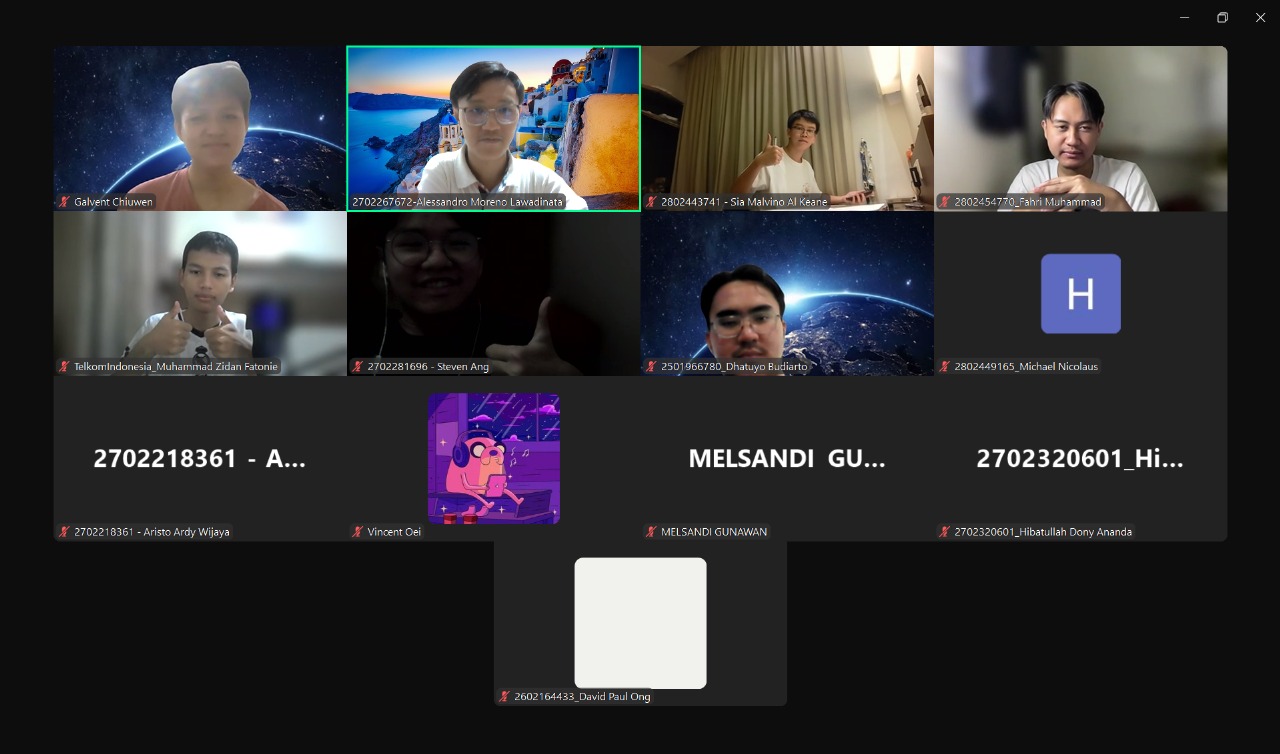 Galvent Chiuwen
2702267672-Alessandro Moreno Lawadinata
2802443741 - Sia Malvino Al Keane
2802454770_Fahri Muhammad
TelkomIndonesia_Muhammad Zidan Fatonie
2702281696 - Steven Ang
2501966780_Dhatuyo Budiarto
H
2802449165_Michael Nicolaus
2702218361 - A...
2702218361 - Aristo Ardy Wijaya
Vincent Oei
MELSANDI GU...
MELSANDI GUNAWAN
2702320601_Hi...
2702320601_Hibatullah Dony Ananda
2602164433_David Paul Ong